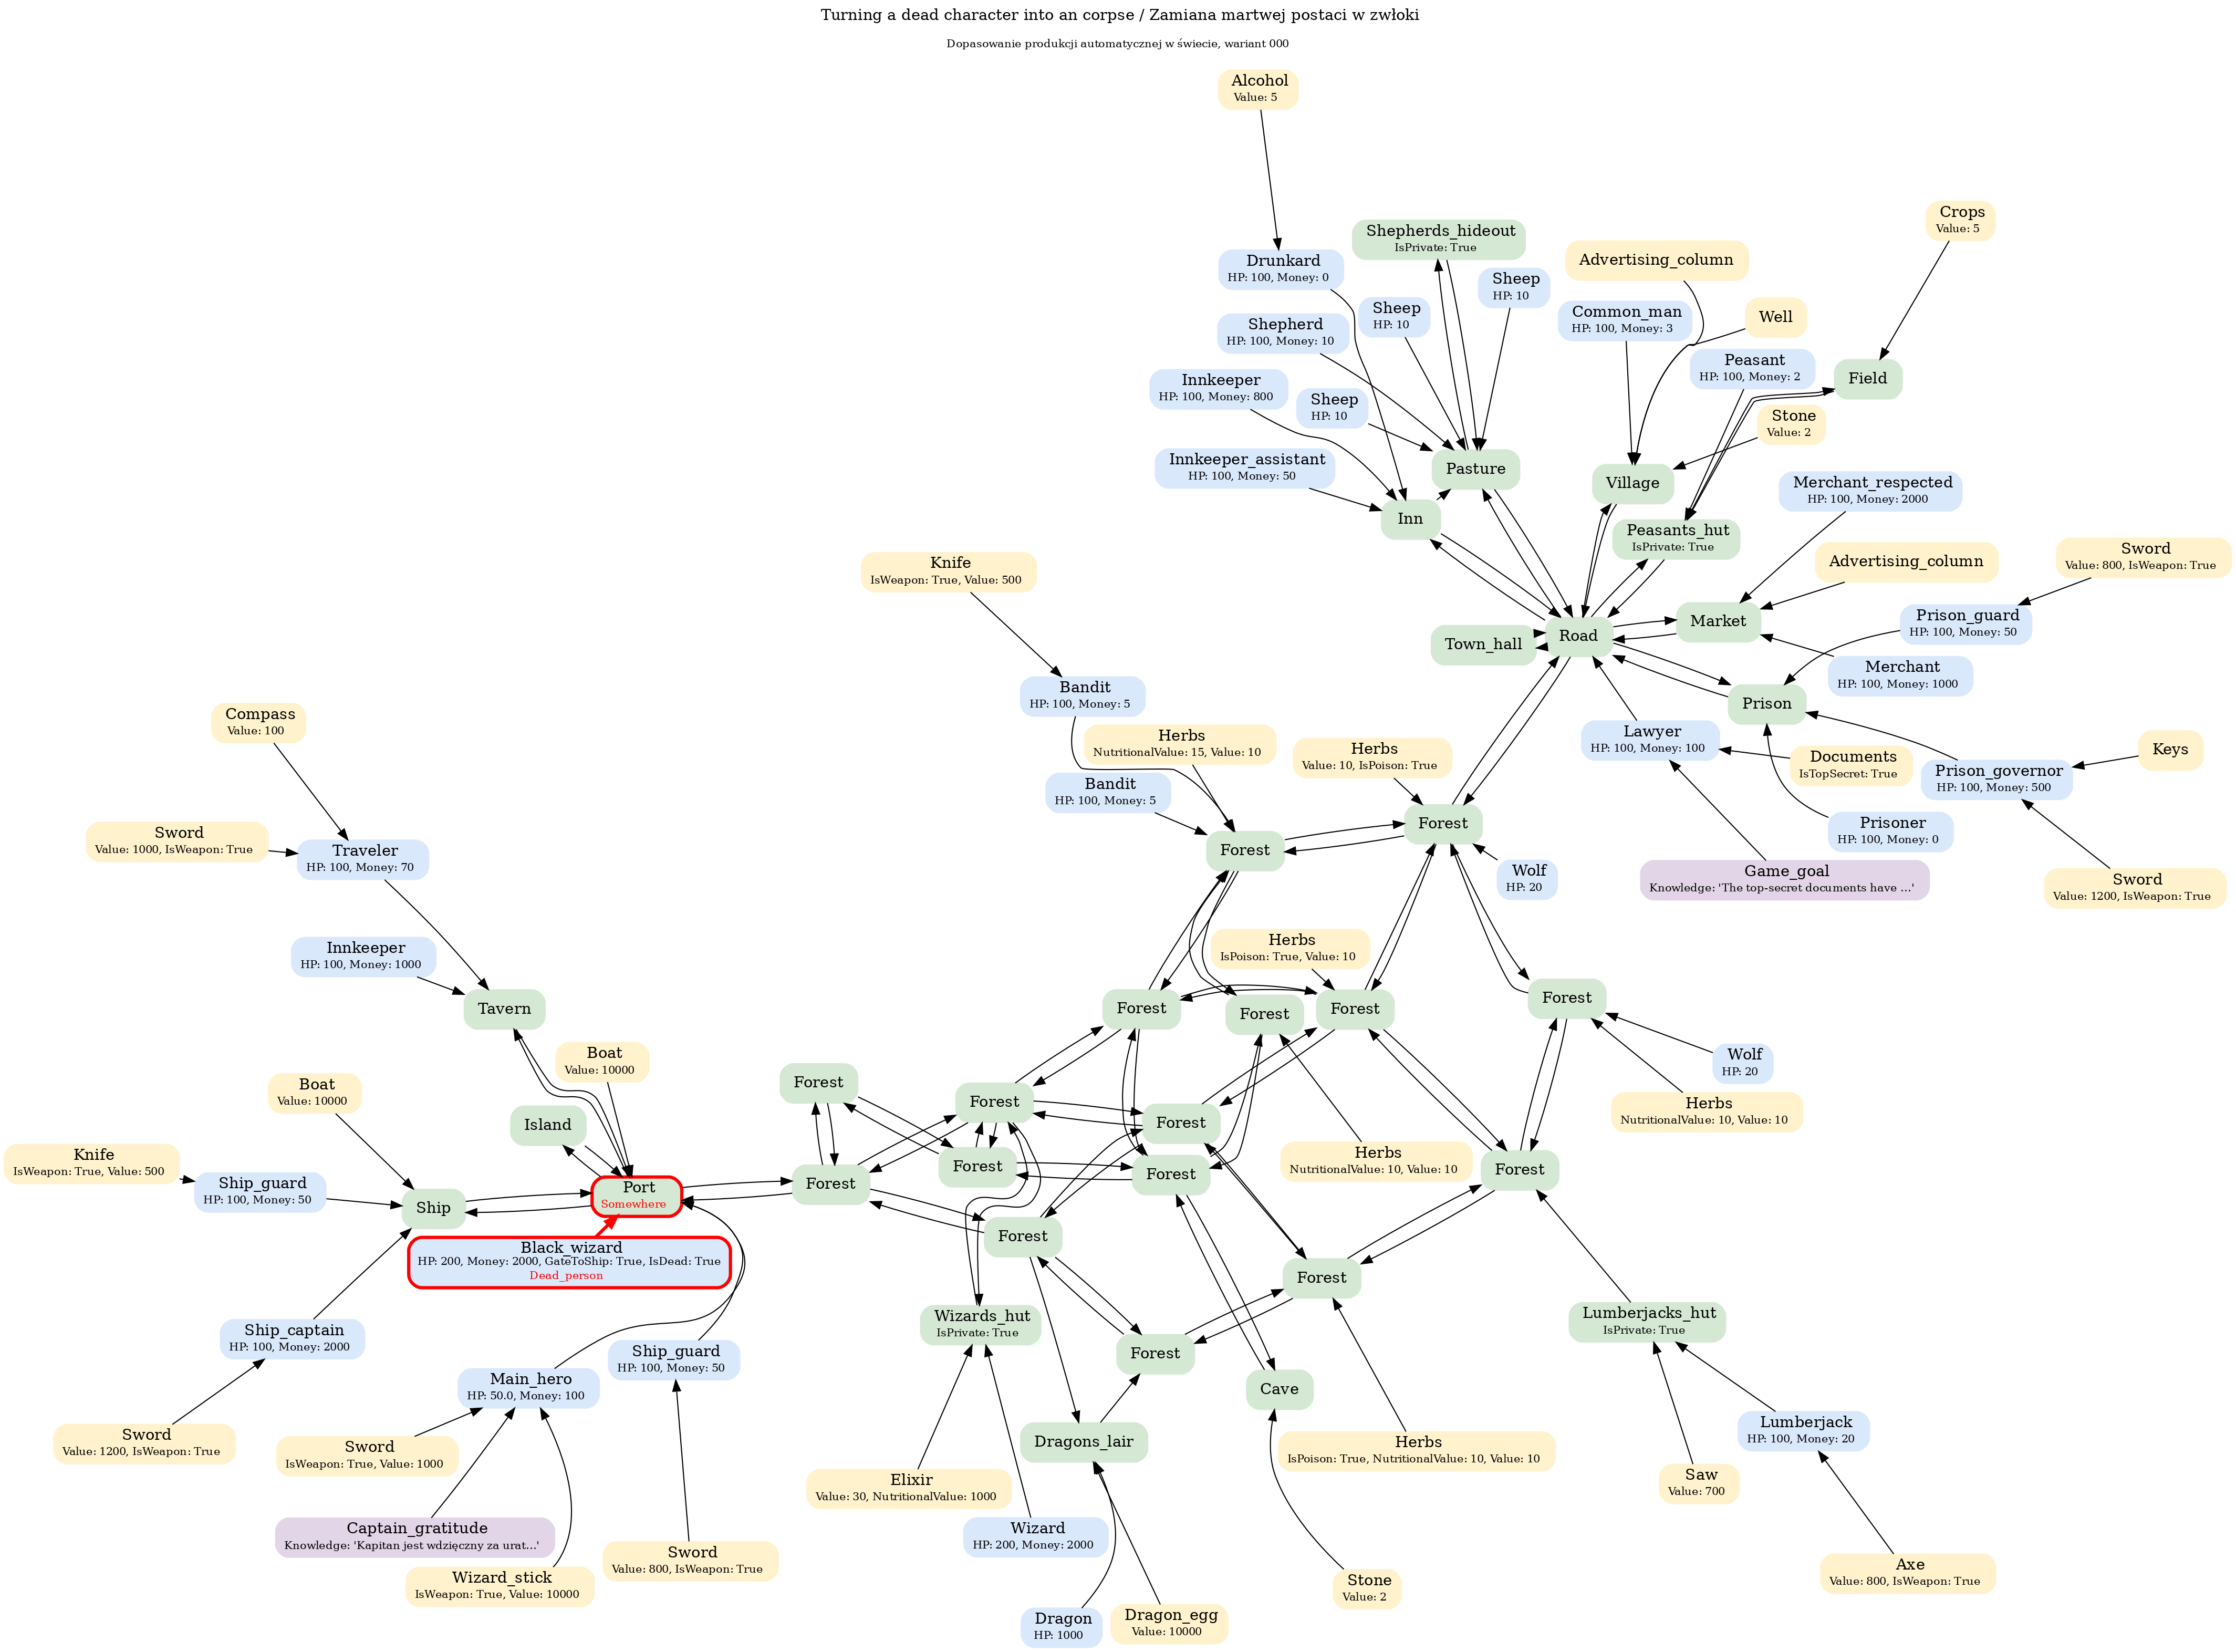 Turning a dead character into an corpse / Zamiana martwej postaci w zwłoki
Dopasowanie produkcji automatycznej w świecie, wariant 000
Alcohol
Value: 5
Crops
Value: 5
Shepherds_hideout
IsPrivate: True
Advertising_column
Drunkard
HP: 100, Money: 0
Sheep
HP: 10
Sheep
HP: 10
Common_man
HP: 100, Money: 3
Well
Shepherd
HP: 100, Money: 10
Peasant
HP: 100, Money: 2
Field
Innkeeper
HP: 100, Money: 800
Sheep
HP: 10
Stone
Value: 2
Innkeeper_assistant
HP: 100, Money: 50
Pasture
Village
Merchant_respected
HP: 100, Money: 2000
Inn
Peasants_hut
IsPrivate: True
Knife
IsWeapon: True, Value: 500
Advertising_column
Sword
Value: 800, IsWeapon: True
Town_hall
Road
Market
Prison_guard
HP: 100, Money: 50
Merchant
HP: 100, Money: 1000
Bandit
HP: 100, Money: 5
Prison
Compass
Value: 100
Herbs
NutritionalValue: 15, Value: 10
Herbs
Value: 10, IsPoison: True
Lawyer
HP: 100, Money: 100
Documents
IsTopSecret: True
Keys
Bandit
HP: 100, Money: 5
Prison_governor
HP: 100, Money: 500
Sword
Value: 1000, IsWeapon: True
Traveler
HP: 100, Money: 70
Forest
Forest
Prisoner
HP: 100, Money: 0
Wolf
HP: 20
Game_goal
Knowledge: 'The top-secret documents have ...'
Sword
Value: 1200, IsWeapon: True
Innkeeper
HP: 100, Money: 1000
Herbs
IsPoison: True, Value: 10
Tavern
Forest
Forest
Forest
Forest
Boat
Value: 10000
Wolf
HP: 20
Boat
Value: 10000
Forest
Forest
Herbs
NutritionalValue: 10, Value: 10
Island
Forest
Knife
IsWeapon: True, Value: 500
Ship_guard
HP: 100, Money: 50
Forest
Forest
Herbs
NutritionalValue: 10, Value: 10
Forest
Ship
Port
Somewhere
Forest
Black_wizard
HP: 200, Money: 2000, GateToShip: True, IsDead: True
Dead_person
Forest
Forest
Ship_captain
HP: 100, Money: 2000
Wizards_hut
IsPrivate: True
Lumberjacks_hut
IsPrivate: True
Ship_guard
HP: 100, Money: 50
Forest
Main_hero
HP: 50.0, Money: 100
Cave
Sword
Value: 1200, IsWeapon: True
Sword
IsWeapon: True, Value: 1000
Dragons_lair
Herbs
IsPoison: True, NutritionalValue: 10, Value: 10
Lumberjack
HP: 100, Money: 20
Elixir
Value: 30, NutritionalValue: 1000
Saw
Value: 700
Captain_gratitude
Knowledge: 'Kapitan jest wdzięczny za urat...'
Wizard
HP: 200, Money: 2000
Sword
Value: 800, IsWeapon: True
Wizard_stick
IsWeapon: True, Value: 10000
Stone
Value: 2
Axe
Value: 800, IsWeapon: True
Dragon
HP: 1000
Dragon_egg
Value: 10000